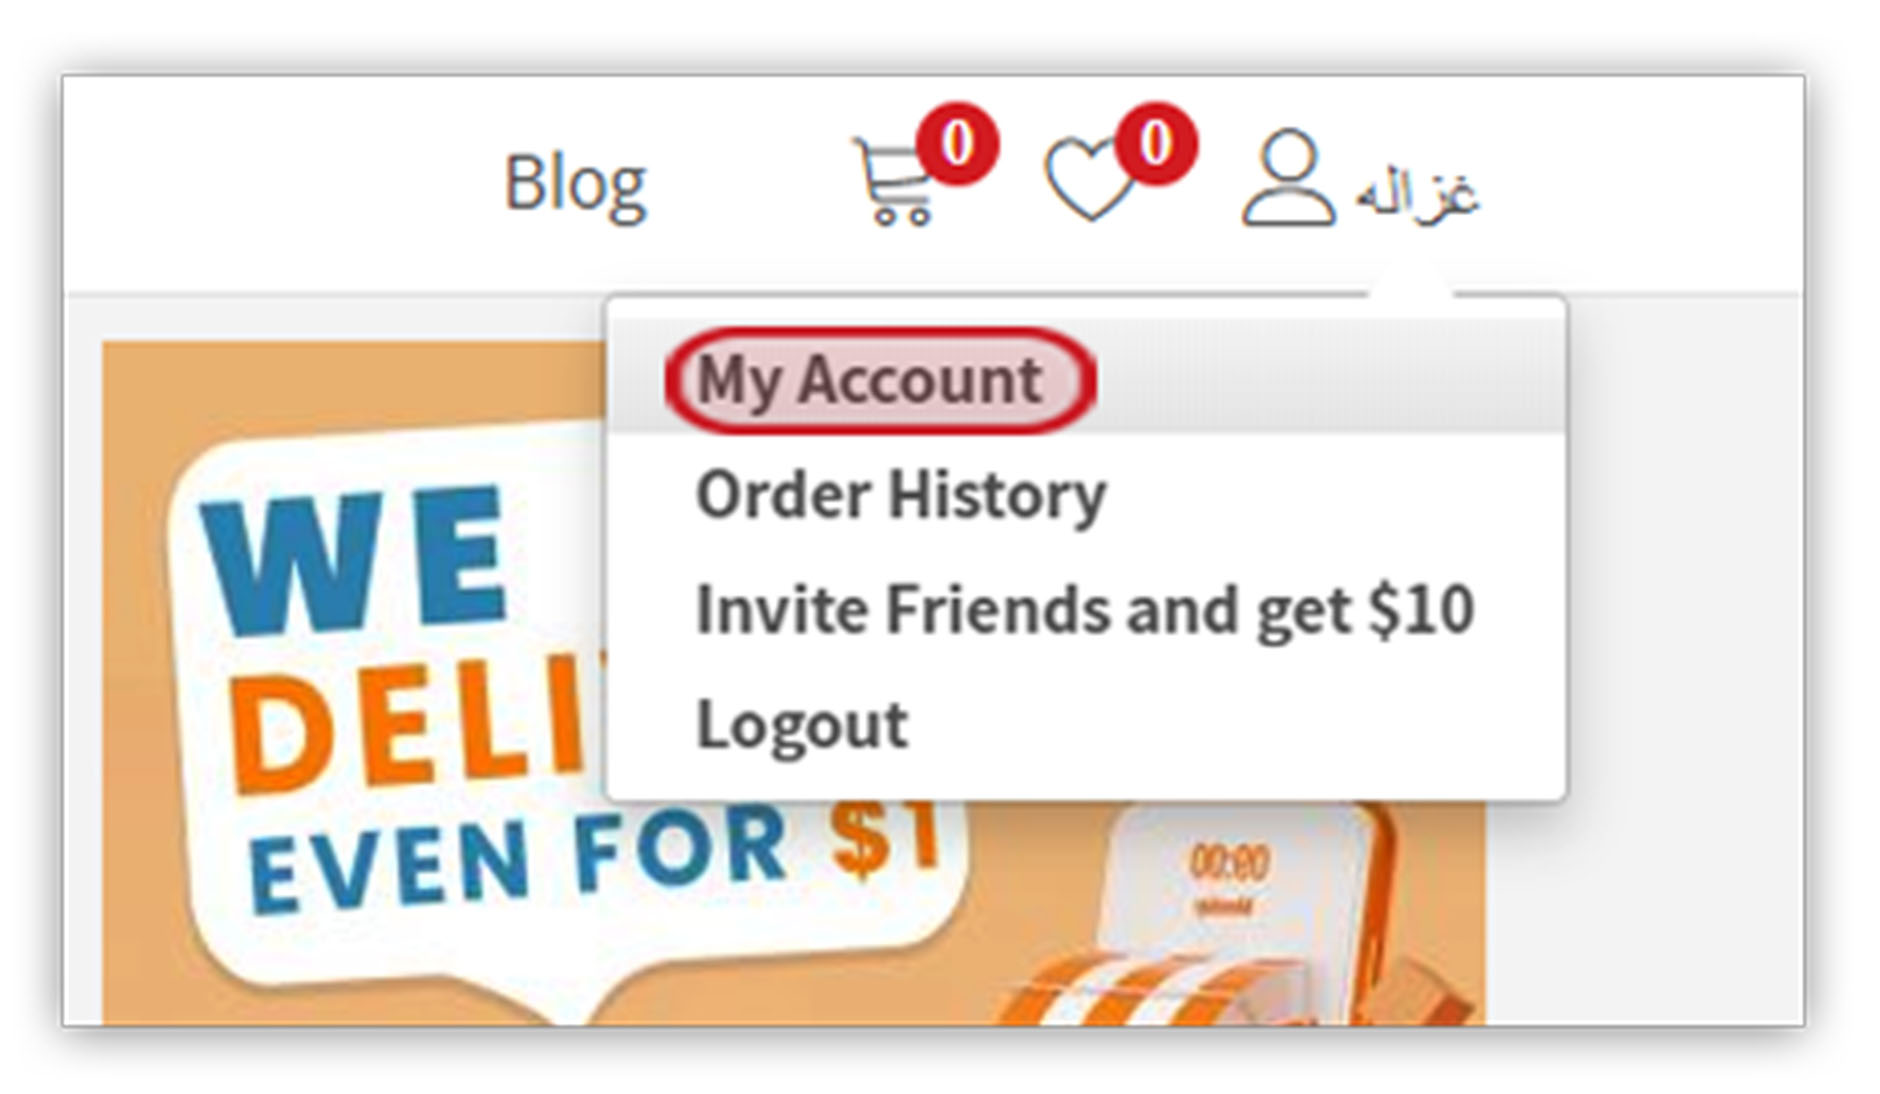 Blog
0
0
غزاله
My Account
Order History
Invite Friends and get $10
Logout
WE
DELI
EVEN FOR $1
00:00